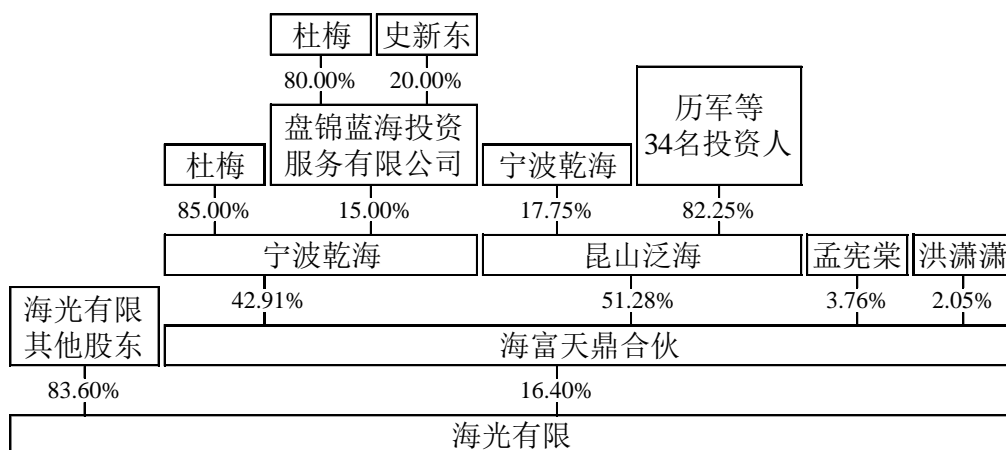 杜梅
史新东
80.00%
20.00%
盘锦蓝海投资
服务有限公司
历军等
34名投资人
杜梅
宁波乾海
85.00%
15.00%
17.75%
82.25%
宁波乾海
昆山泛海
孟宪棠
洪潇潇
42.91%
51.28%
3.76%
2.05%
海光有限
其他股东
海富天鼎合伙
83.60%
16.40%
海光有限